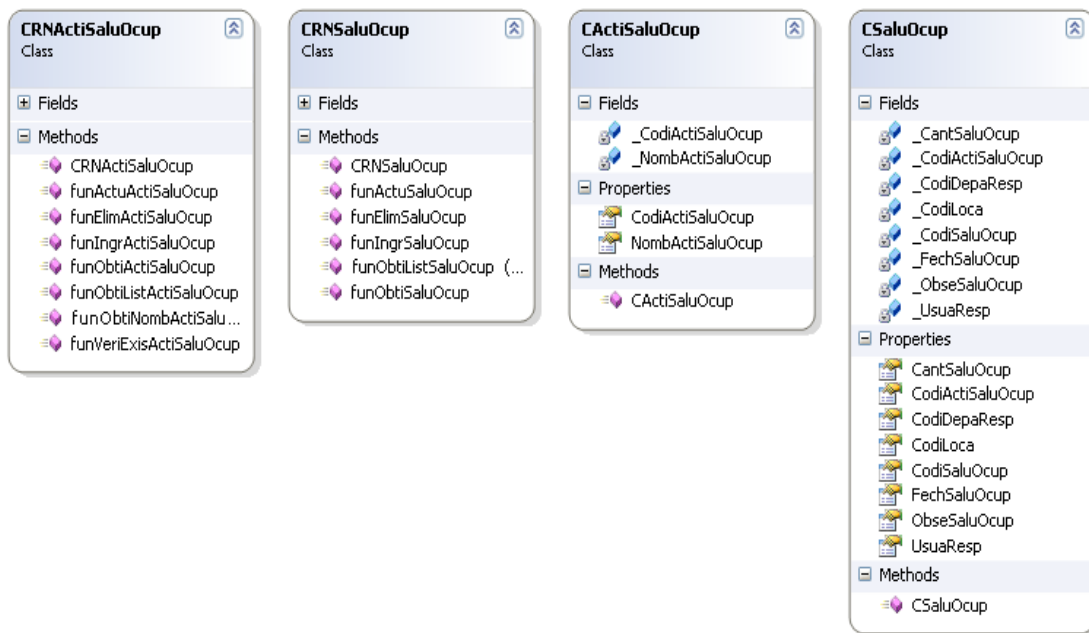 CRNActiSaluOcup
Class
Fields
Methods
CRNActiSaluOcup
funActuActiSaluOcup
funElimActiSaluOcup
funIngrActiSaluOcup
funObtiActiSaluOcup
funObtiListActiSaluOcup
funObtiNombActiSalu...
funVeriExisActiSaluOcup
CRNSaluOcup
Class
Fields
Methods
CRNSaluOcup
funActuSaluOcup
funElimSaluOcup
funIngrSaluOcup
funObtiListSaluOcup (...
funObtiSaluOcup
CActiSaluOcup
Class
Fields
_CodiActiSaluOcup
_NombActiSaluOcup
Properties
CodiActiSaluOcup
NombActiSaluOcup
Methods
CActiSaluOcup
CSaluOcup
Class
Fields
_CantSaluOcup
_CodiActiSaluOcup
_CodiDepaResp
_CodiLoca
_CodiSaluOcup
_FechSaluOcup
_ObseSaluOcup
_UsuaResp
Properties
CantSaluOcup
CodiActiSaluOcup
CodiDepaResp
CodiLoca
CodiSaluOcup
FechSaluOcup
ObseSaluOcup
UsuaResp
Methods
CSaluOcup